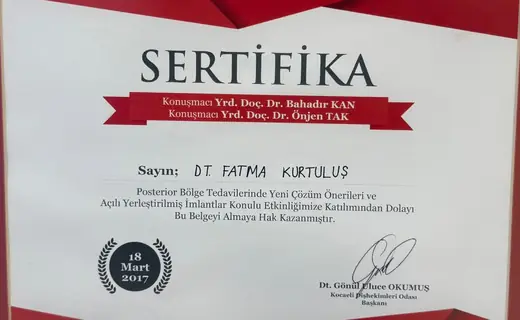 SERTİFİKA
Konuşmacı Yrd. Doç. Dr. Bahadır KAN
Konuşmacı Yrd. Doç. Dr. Önjen TAK
Sayın; DT. FATMA KURTULUŞ
Posterior Bölge Tedavilerinde Yeni Çözüm Önerileri ve
Açılı Yerleştirilmiş İmlantlar Konulu Etkinliğimize Katılımından Dolayı
Bu Belgeyi Almaya Hak Kazanmıştır.
18
Mart
2017
Dt. Gönül Uluce OKUMUŞ
Kocaeli Dişhekimleri Odası
Başkanı